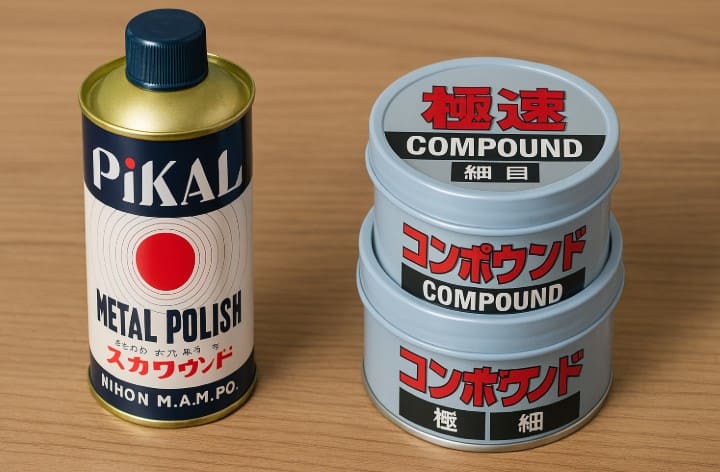 PiKAL
METAL POLISH
スカワウンド
NIHON M.A.M.PO.
極速
COMPOUND
細目
コンポウンド
COMPOUND
コンポケンド
極 細